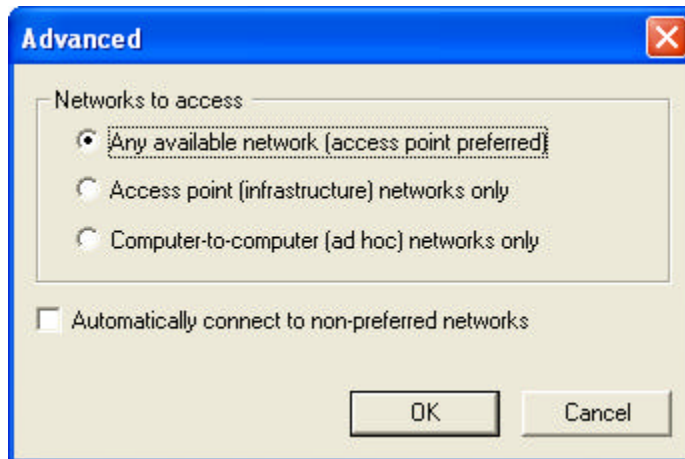 Advanced
Networks to access
Any available network (access point preferred)
Access point (infrastructure) networks only
Computer-to-computer (ad hoc) networks only
Automatically connect to non-preferred networks
OK
Cancel